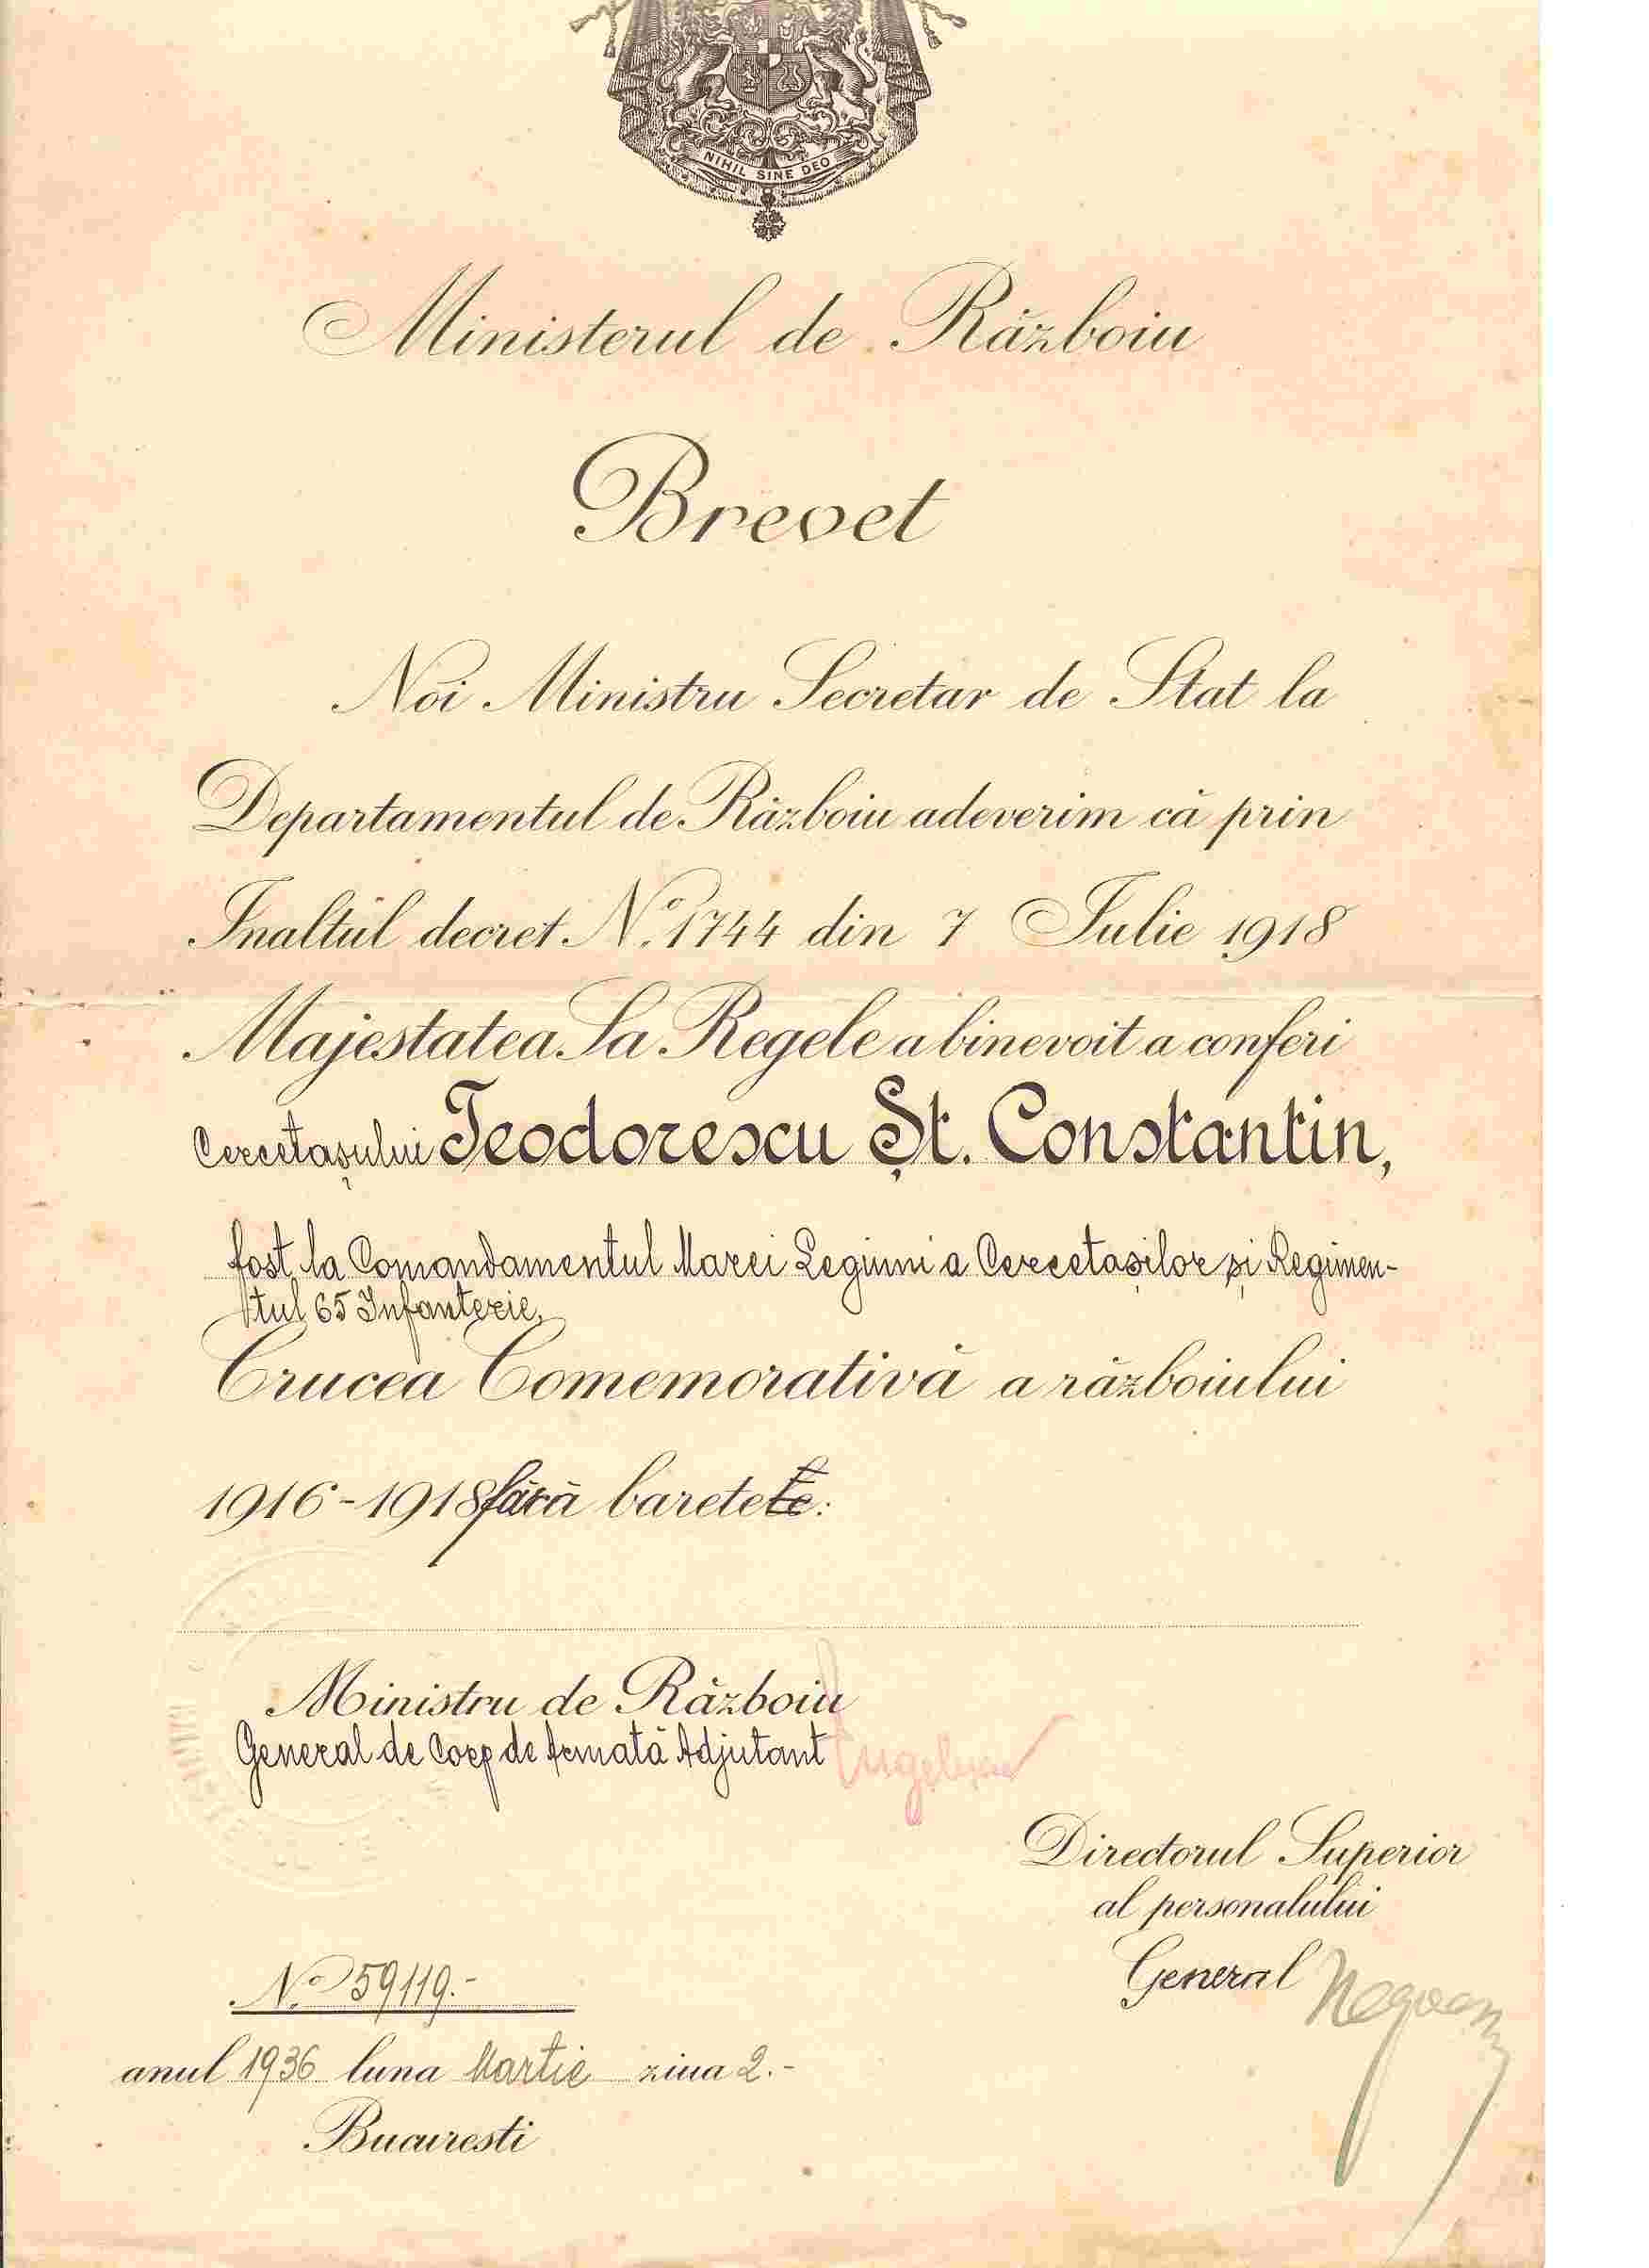 NIHIL SINE DEO
Ministerul de Războiu
Brevet
Noi Ministru Secretar de Stat la
Departamentul de Războiu adeverim că prin
Inaltul decret No. 1744 din 7 Iulie 1918
Majestatea Sa Regele a binevoit a conferi
Cercetașului Teodorescu Șt. Constantin,
fost la Comandamentul Marei Legiuni a Cercetașilor și Regimen-
tul 65 Infanterie,
Crucea Comemorativă a războiului
1916-1918 fără barete:
Ministru de Războiu
General de Corp de Armată Adjutant
Directorul Superior
al personalului
General
No. 59119.-
anul 1936 luna Martie ziua 2.-
Bucuresti